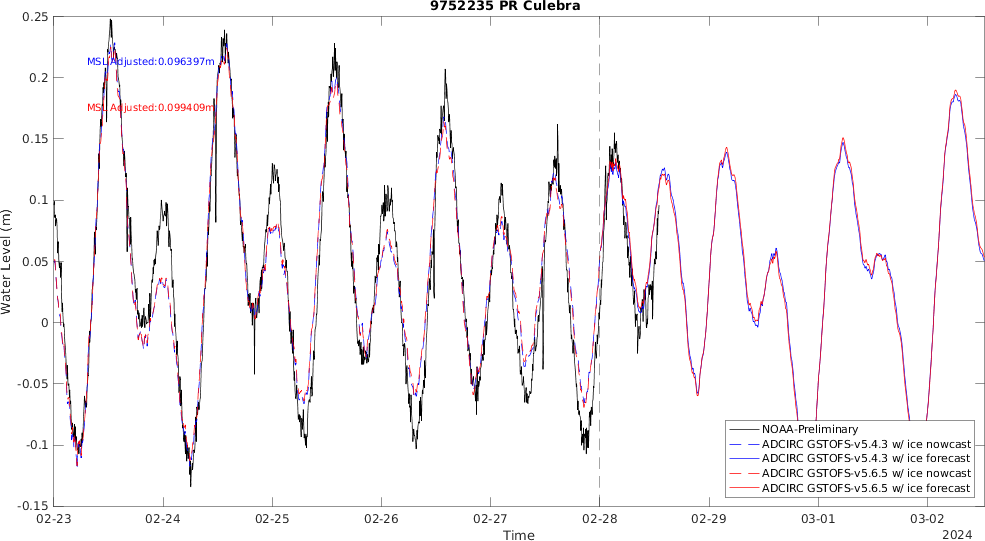 9752235 PR Culebra
0.25
0.2
0.15
0.1
0.05
0
-0.05
-0.1
-0.15
Water Level (m)
MSL Adjusted:0.096397m
MSL Adjusted:0.099409m
NOAA-Preliminary
ADCIRC GSTOFS-v5.4.3 w/ ice nowcast
ADCIRC GSTOFS-v5.4.3 w/ ice forecast
ADCIRC GSTOFS-v5.6.5 w/ ice nowcast
ADCIRC GSTOFS-v5.6.5 w/ ice forecast
02-23 02-24 02-25 02-26 02-27 02-28 02-29 03-01 03-02
Time
2024